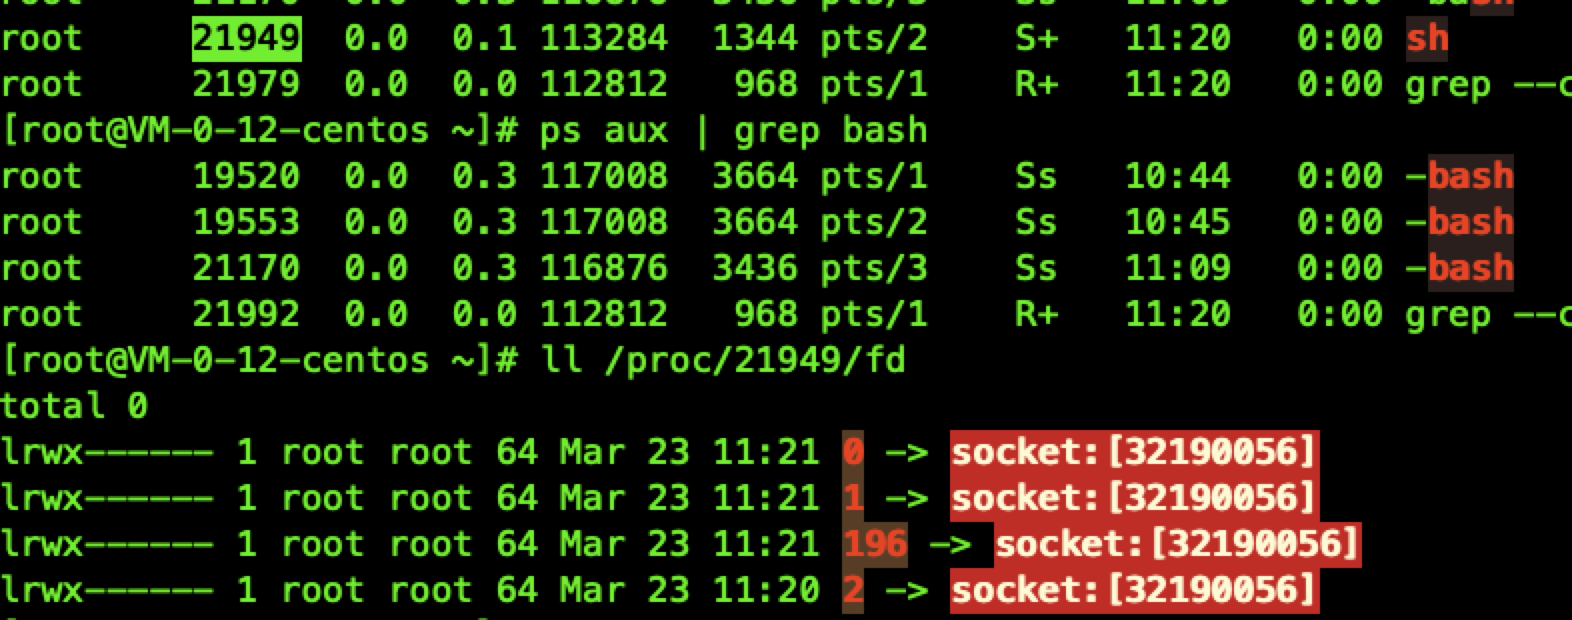 root 21949 0.0 0.1 113284 1344 pts/2 S+ 11:20 0:00 sh
root 21979 0.0 0.0 112812 968 pts/1 R+ 11:20 0:00 grep --c
[root@VM-0-12-centos ~]# ps aux | grep bash
root 19520 0.0 0.3 117008 3664 pts/1 Ss 10:44 0:00 -bash
root 19553 0.0 0.3 117008 3664 pts/2 Ss 10:45 0:00 -bash
root 21170 0.0 0.3 116876 3436 pts/3 Ss 11:09 0:00 -bash
root 21992 0.0 0.0 112812 968 pts/1 R+ 11:20 0:00 grep --c
[root@VM-0-12-centos ~]# ll /proc/21949/fd
total 0
lrwx------ 1 root root 64 Mar 23 11:21 0 -> socket:[32190056]
lrwx------ 1 root root 64 Mar 23 11:21 1 -> socket:[32190056]
lrwx------ 1 root root 64 Mar 23 11:21 196 -> socket:[32190056]
lrwx------ 1 root root 64 Mar 23 11:20 2 -> socket:[32190056]